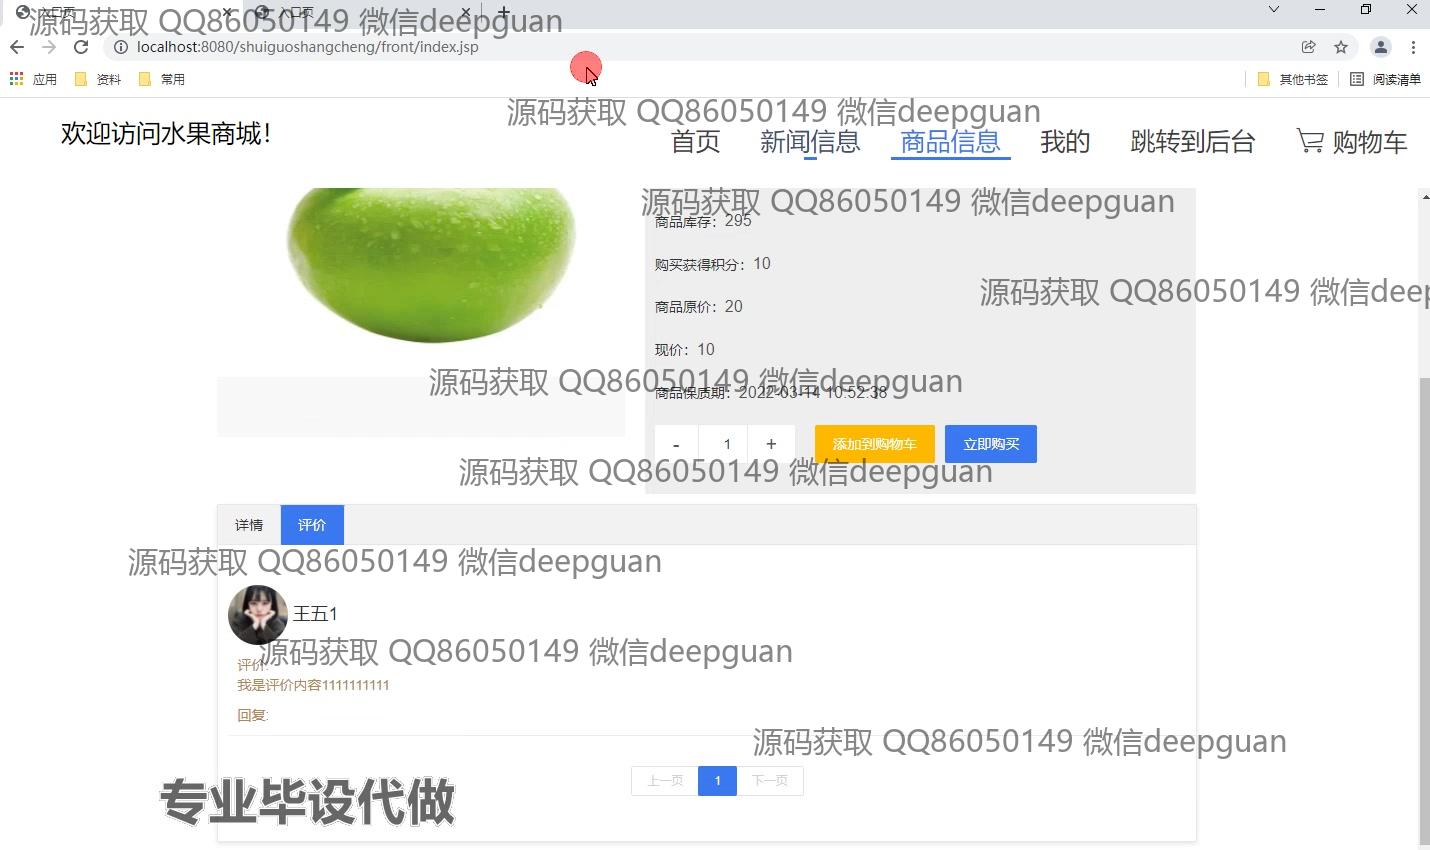 入口页
入口页
源码获取 QQ86050149 微信deepguan
localhost:8080/shuiguoshangcheng/front/index.jsp
应用
资料
常用
其他书签
阅读清单
源码获取 QQ86050149 微信deepguan
欢迎访问水果商城!
首页
新闻信息
商品信息
我的
跳转到后台
购物车
源码获取 QQ86050149 微信deepguan
商品库存：295
购买获得积分：10
源码获取 QQ86050149 微信deep
商品原价：20
现价：10
源码获取 QQ86050149 微信deepguan
商品保质期：2022-03-14 10:52:38
- 1 +
添加到购物车
立即购买
源码获取 QQ86050149 微信deepguan
详情
评价
源码获取 QQ86050149 微信deepguan
王五1
源码获取 QQ86050149 微信deepguan
评价:
我是评价内容1111111111
回复:
源码获取 QQ86050149 微信deepguan
上一页
1
下一页
专业毕设代做